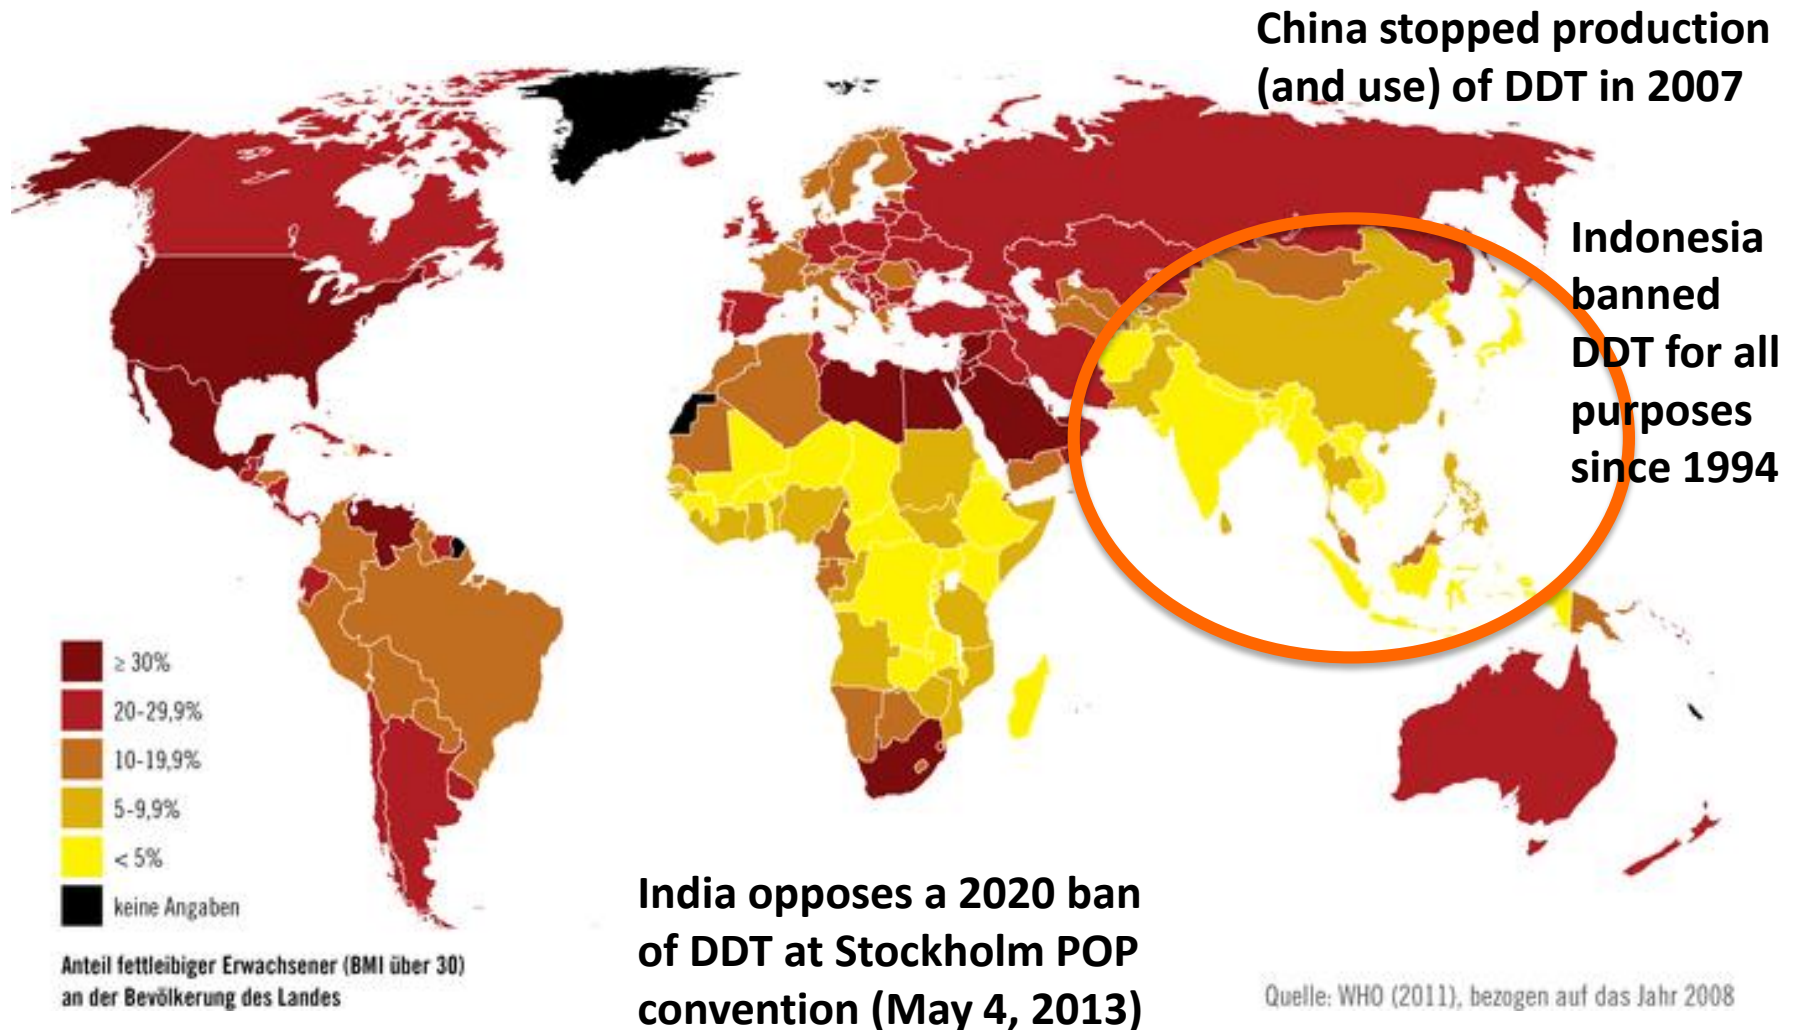 China stopped production
(and use) of DDT in 2007
Indonesia
banned
DDT for all
purposes
since 1994
≥ 30%
20-29,9%
10-19,9%
5-9,9%
< 5%
keine Angaben
Anteil fettleibiger Erwachsener (BMI über 30)
an der Bevölkerung des Landes
India opposes a 2020 ban
of DDT at Stockholm POP
convention (May 4, 2013)
Quelle: WHO (2011), bezogen auf das Jahr 2008